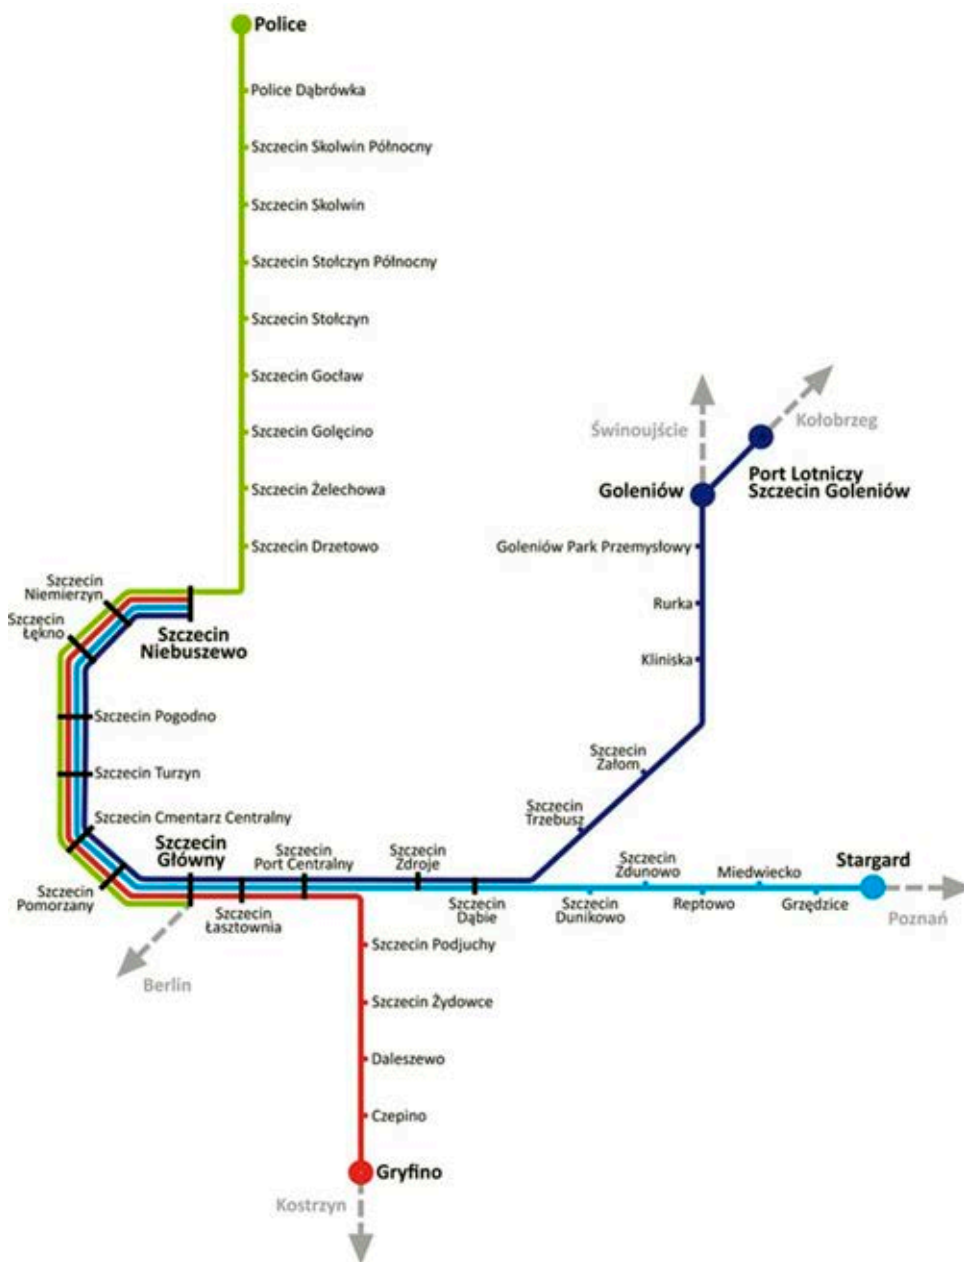 Police
Police Dąbrówka
Szczecin Skolwin Północny
Szczecin Skolwin
Szczecin Stołczyn Północny
Szczecin Stołczyn
Szczecin Gocław
Szczecin Golęcino
Szczecin Żelechowa
Szczecin Drzetowo
Szczecin
Niemierzyn
Szczecin
Łękno
Szczecin
Niebuszewo
Szczecin Pogodno
Szczecin Turzyn
Szczecin Cmentarz Centralny
Szczecin
Pomorzany
Szczecin
Główny
Berlin
Szczecin
Łasztownia
Szczecin
Port Centralny
Szczecin
Zdroje
Szczecin
Dąbie
Świnoujście
Kołobrzeg
Port Lotniczy
Szczecin Goleniów
Goleniów
Goleniów Park Przemysłowy
Rurka
Kliniska
Szczecin
Załom
Szczecin
Trzebusz
Szczecin
Dunikowo
Szczecin
Zdunowo
Reptowo
Miedwiecko
Grzędzice
Stargard
Poznań
Szczecin Podjuchy
Szczecin Żydowce
Daleszewo
Czepino
Gryfino
Kostrzyn